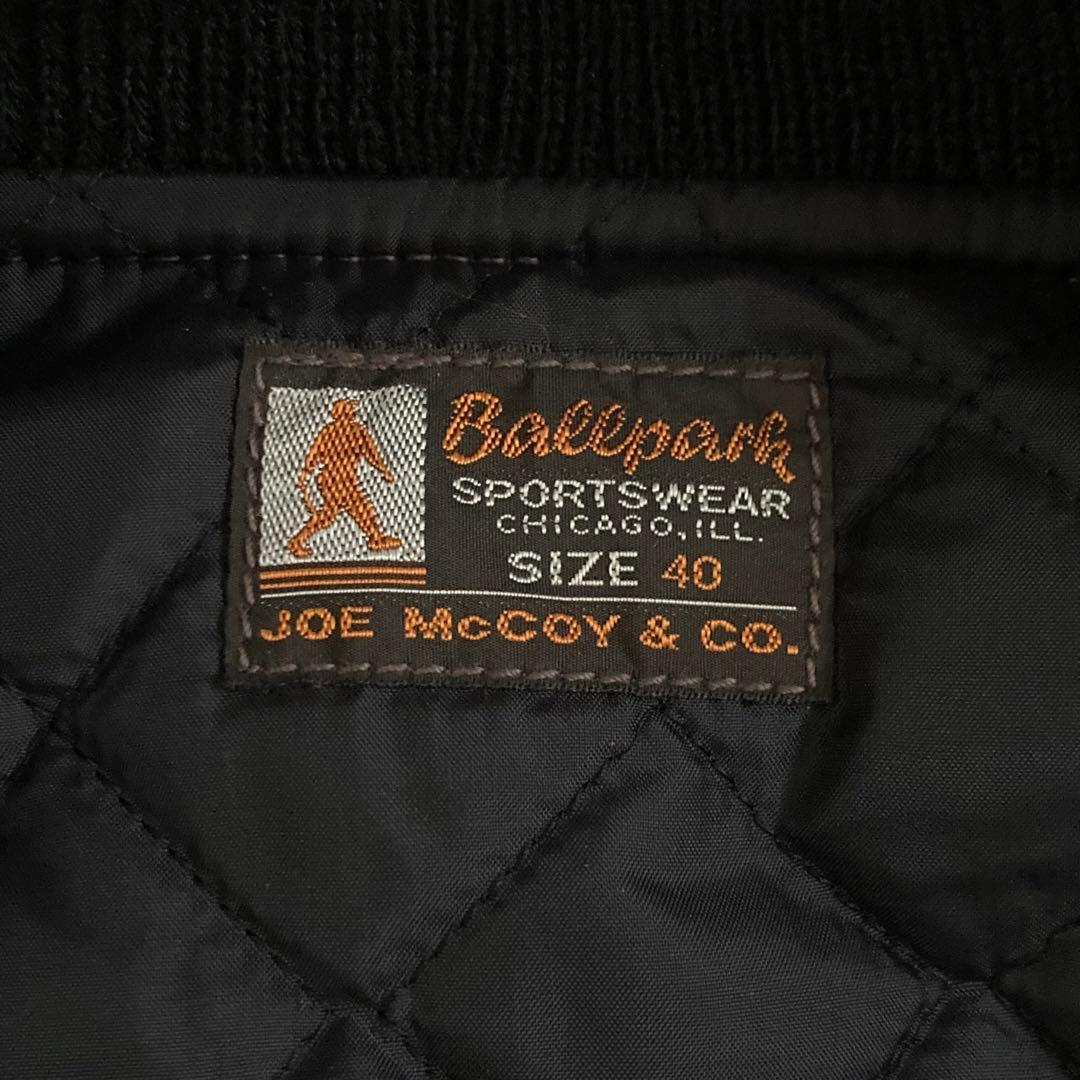 Ballpark
SPORTSWEAR
CHICAGO, ILL.
SIZE 40
JOE McCOY & CO.